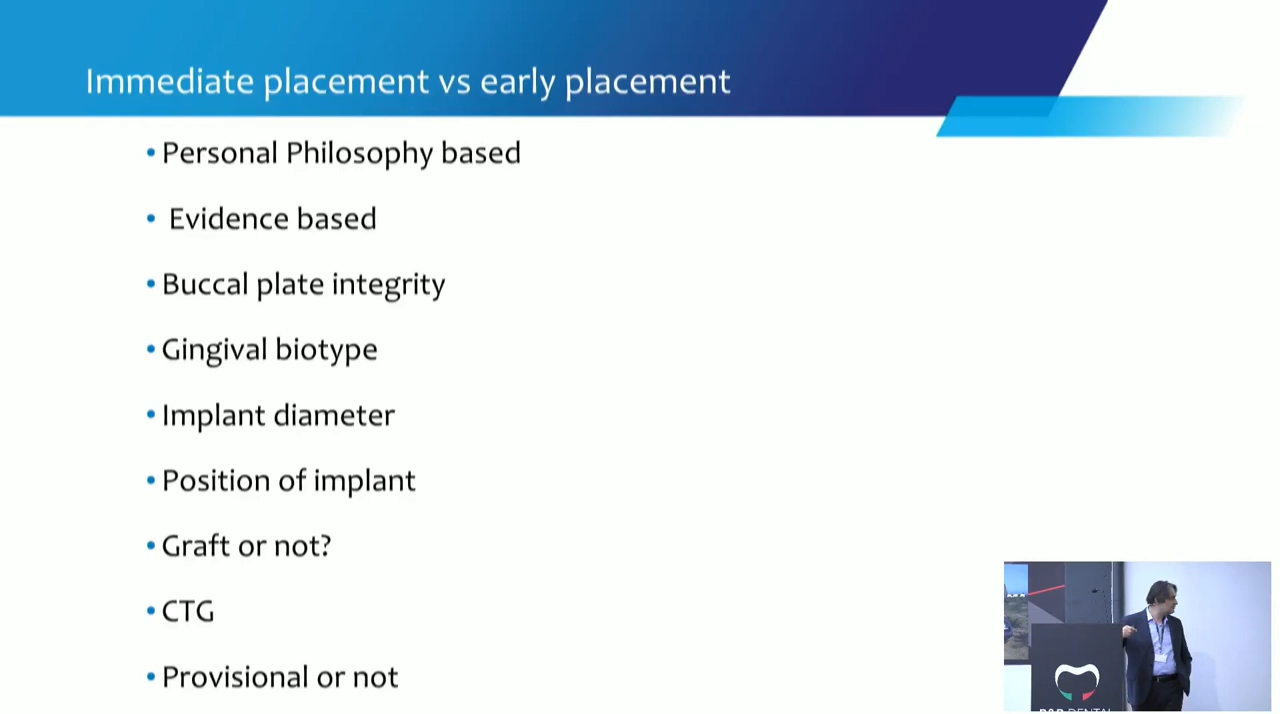 Immediate placement vs early placement
• Personal Philosophy based
• Evidence based
• Buccal plate integrity
• Gingival biotype
• Implant diameter
• Position of implant
• Graft or not?
• CTG
• Provisional or not
DENTAL